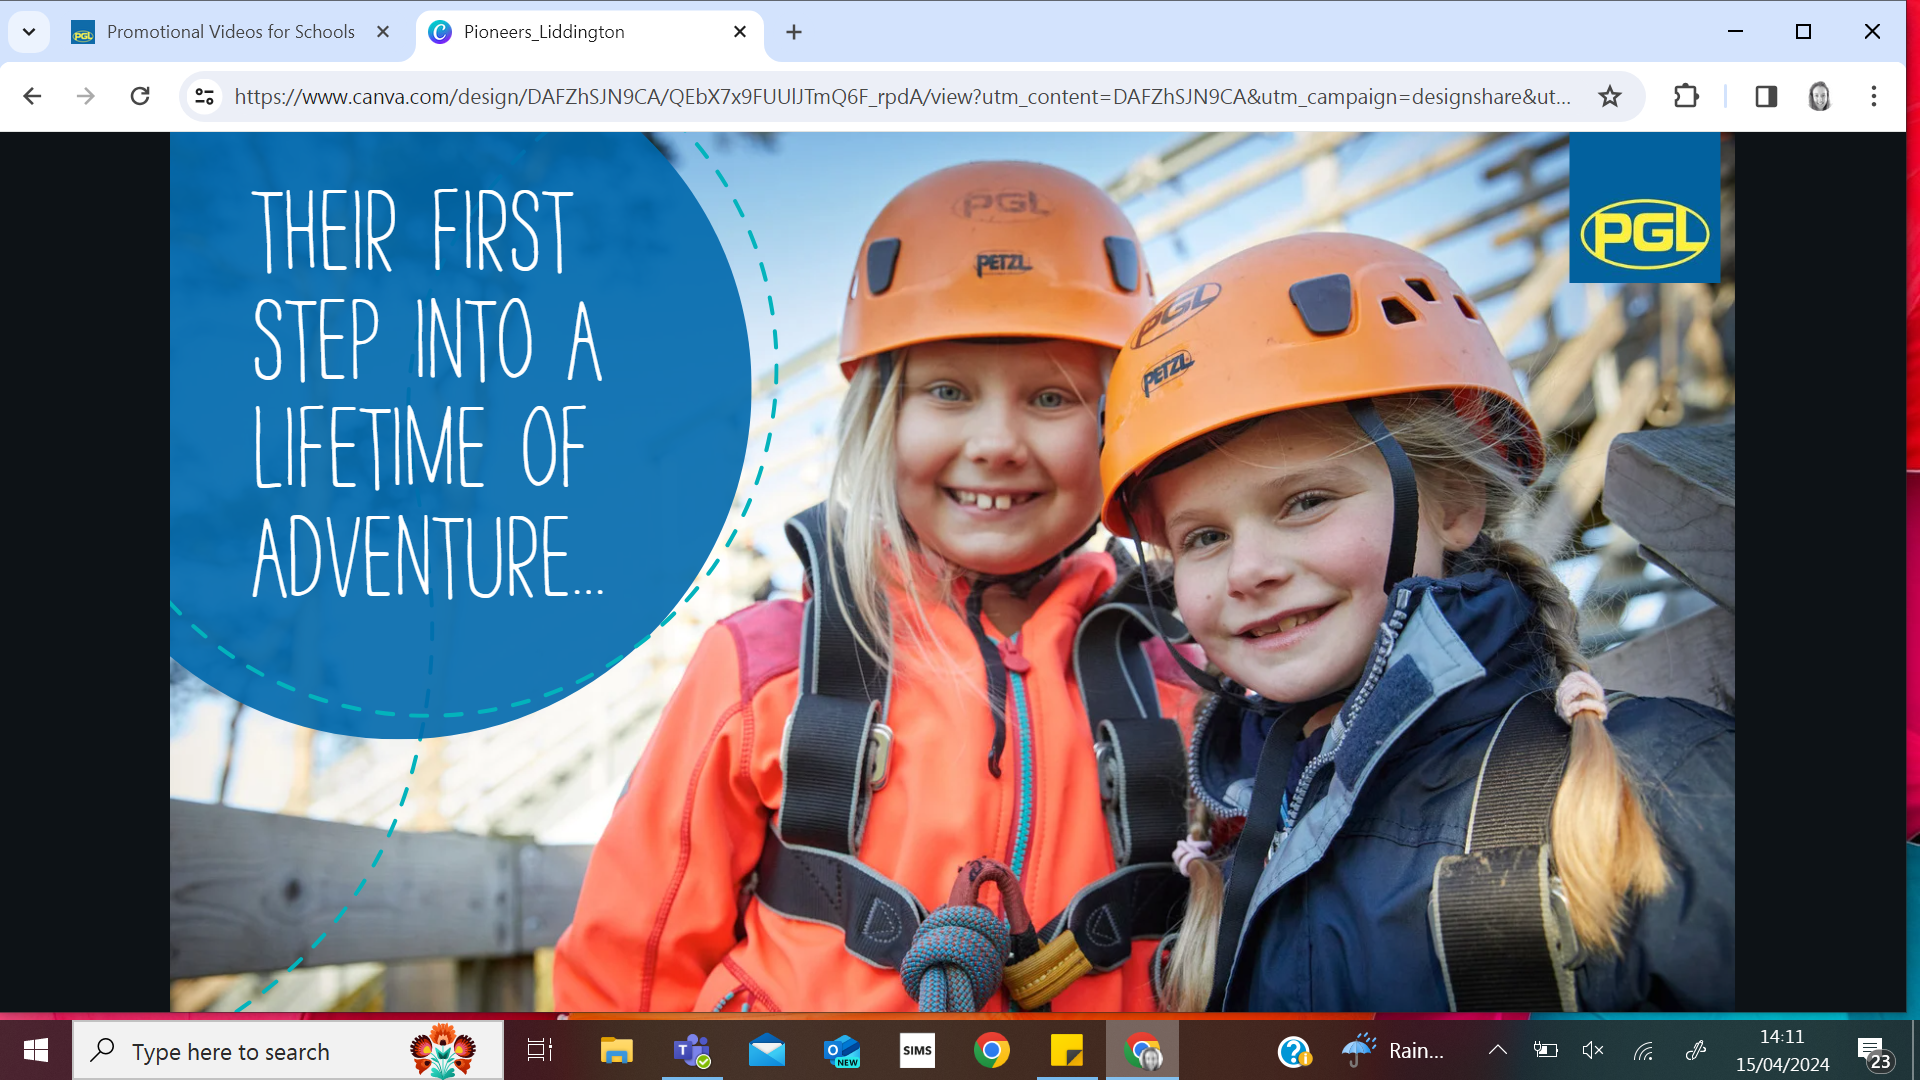 Promotional Videos for Schools
Pioneers_Liddington
https://www.canva.com/design/DAFZhSJN9CA/QEbX7x9FUUlJTmQ6F_rpdA/view?utm_content=DAFZhSJN9CA&utm_campaign=designshare&ut...
THEIR FIRST
STEP INTO A
LIFETIME OF
ADVENTURE...
PGL
PGL
PETZL
PGL
PETZL
Type here to search
NEW
SIMS
Rain...
14:11
15/04/2024
23